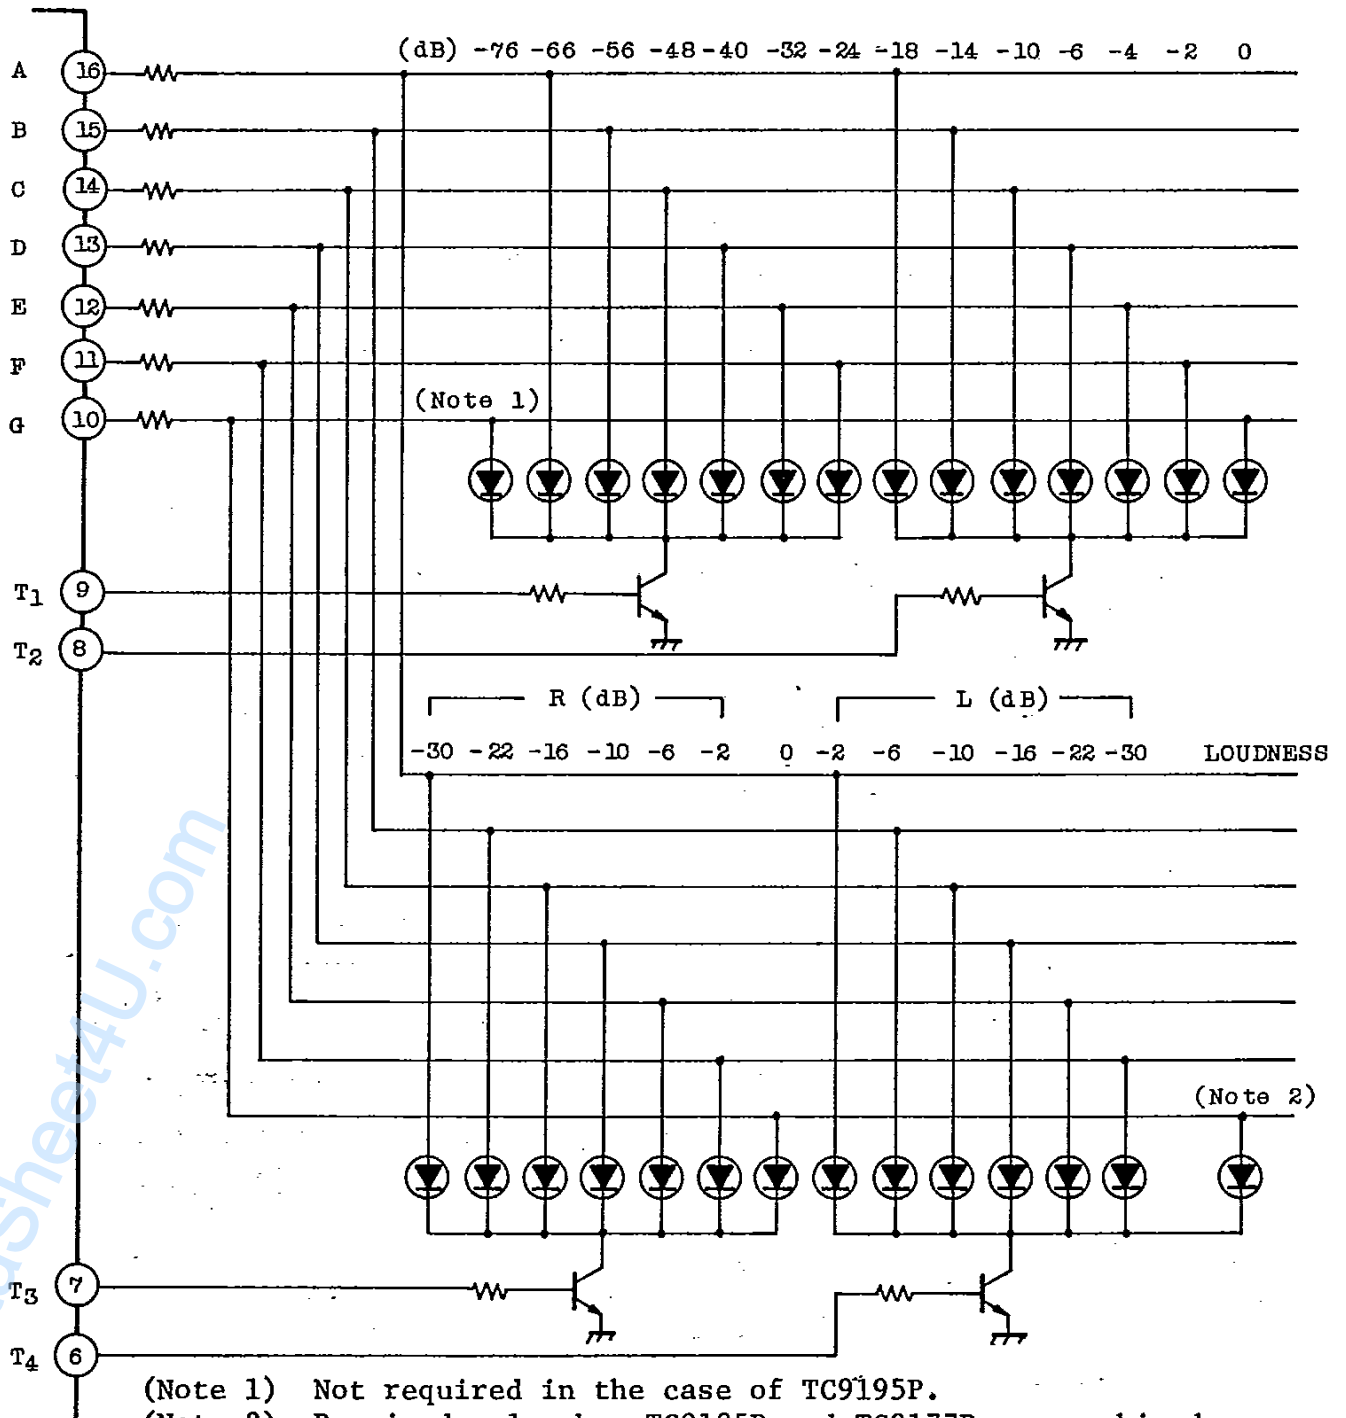 (dB) -76 -66 -56 -48 -40 -32 -24 -18 -14 -10 -6 -4 -2 0
A 16
B 15
C 14
D 13
E 12
F 11
(Note 1)
G 10
T1 9
T2 8
R (dB) L (dB)
-30 -22 -16 -10 -6 -2 0 -2 -6 -10 -16 -22 -30 LOUDNESS
(Note 2)
T3 7
T4 6
(Note 1) Not required in the case of TC9195P.
Sheet4U.com